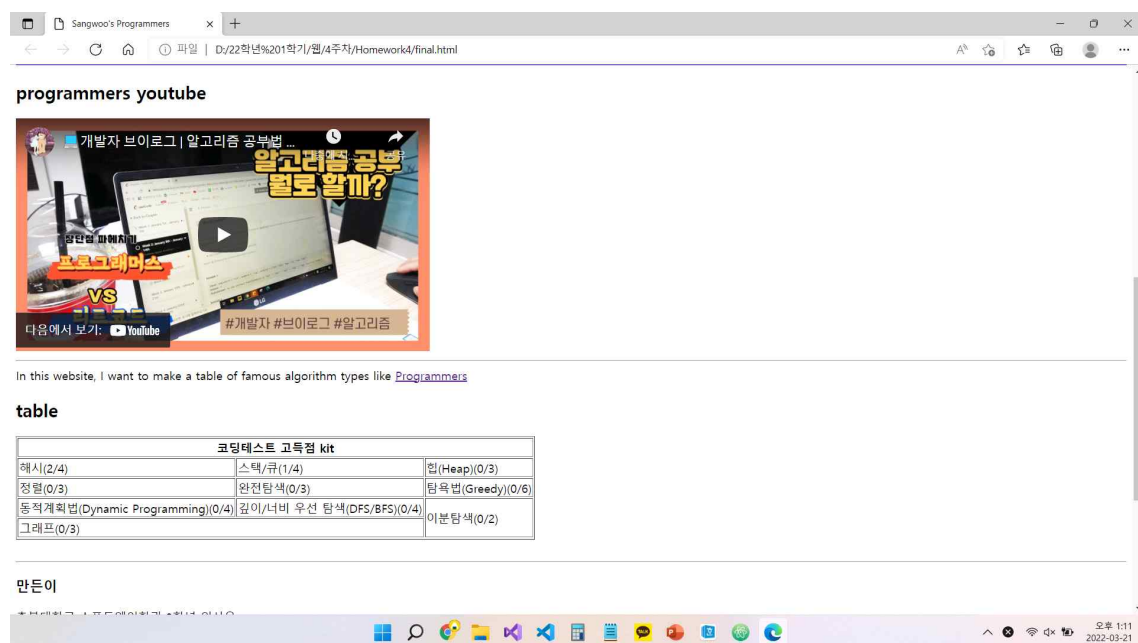 Sangwoo's Programmers
파일 | D:/22학년%201학기/웹/4주차/Homework4/final.html
programmers youtube
개발자 브이로그 | 알고리즘 공부법 ...
알고리즘 공부
뭘로 할까?
장단점 파헤치기
프로그래머스
VS
#개발자 #브이로그 #알고리즘
다음에서 보기: YouTube
In this website, I want to make a table of famous algorithm types like Programmers
table
코딩테스트 고득점 kit
해시(2/4) 스택/큐(1/4) 힙(Heap)(0/3)
정렬(0/3) 완전탐색(0/3) 탐욕법(Greedy)(0/6)
동적계획법(Dynamic Programming)(0/4) 깊이/너비 우선 탐색(DFS/BFS)(0/4) 이분탐색(0/2)
그래프(0/3)
만든이
오후 1:11
2022-03-21